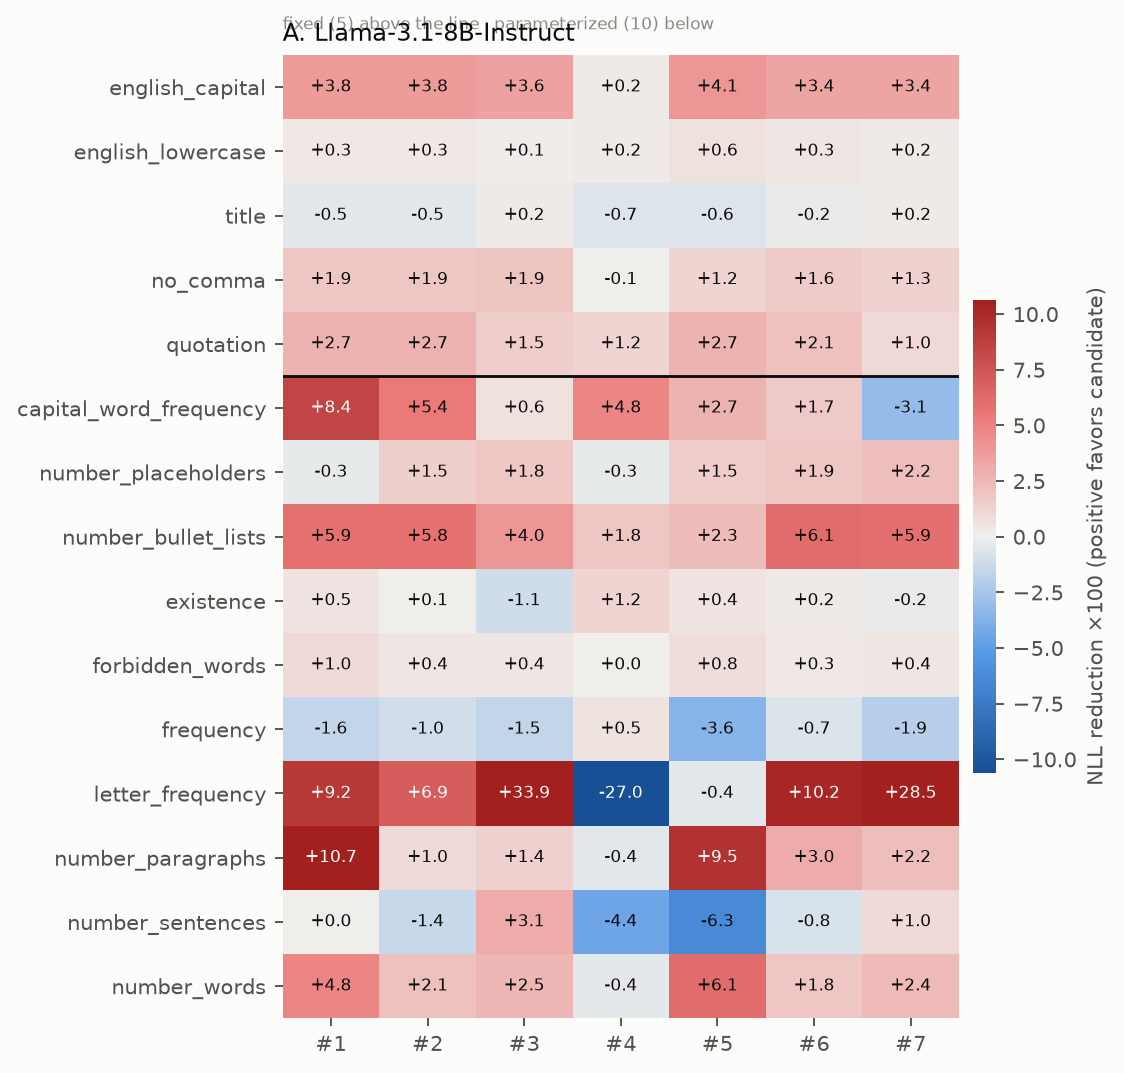 fixed (5) above the line parameterized (10) below
A. Llama-3.1-8B-Instruct
english_capital +3.8 +3.8 +3.6 +0.2 +4.1 +3.4 +3.4
english_lowercase +0.3 +0.3 +0.1 +0.2 +0.6 +0.3 +0.2
title -0.5 -0.5 +0.2 -0.7 -0.6 -0.2 +0.2
no_comma +1.9 +1.9 +1.9 -0.1 +1.2 +1.6 +1.3
quotation +2.7 +2.7 +1.5 +1.2 +2.7 +2.1 +1.0
capital_word_frequency +8.4 +5.4 +0.6 +4.8 +2.7 +1.7 -3.1
number_placeholders -0.3 +1.5 +1.8 -0.3 +1.5 +1.9 +2.2
number_bullet_lists +5.9 +5.8 +4.0 +1.8 +2.3 +6.1 +5.9
existence +0.5 +0.1 -1.1 +1.2 +0.4 +0.2 -0.2
forbidden_words +1.0 +0.4 +0.4 +0.0 +0.8 +0.3 +0.4
frequency -1.6 -1.0 -1.5 +0.5 -3.6 -0.7 -1.9
letter_frequency +9.2 +6.9 +33.9 -27.0 -0.4 +10.2 +28.5
number_paragraphs +10.7 +1.0 +1.4 -0.4 +9.5 +3.0 +2.2
number_sentences +0.0 -1.4 +3.1 -4.4 -6.3 -0.8 +1.0
number_words +4.8 +2.1 +2.5 -0.4 +6.1 +1.8 +2.4
#1 #2 #3 #4 #5 #6 #7
10.0
7.5
5.0
2.5
0.0
−2.5
−5.0
−7.5
−10.0
NLL reduction ×100 (positive favors candidate)